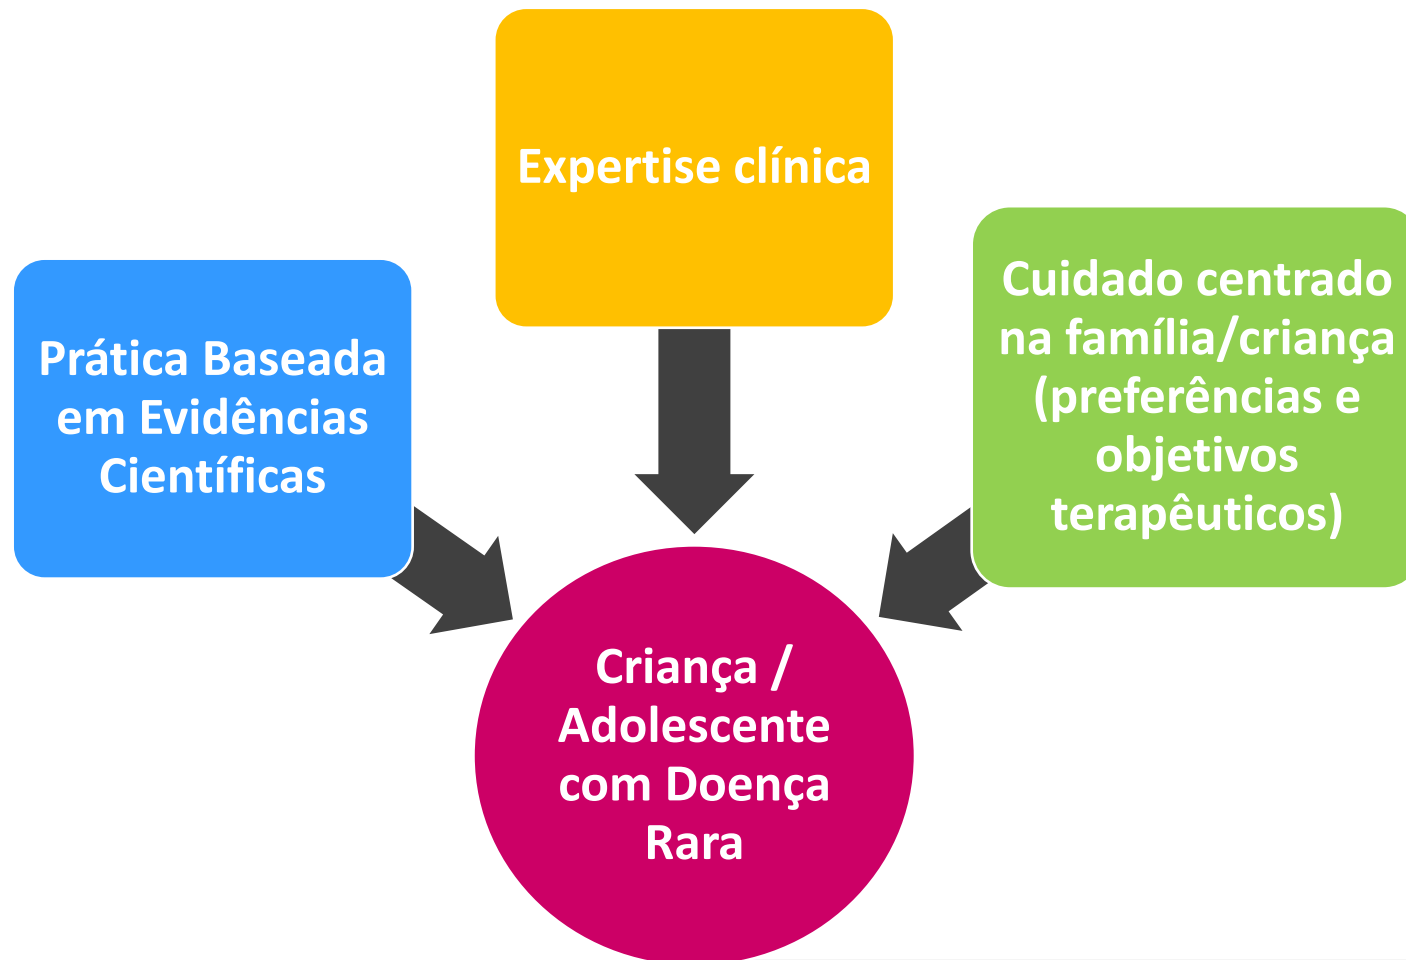 Expertise clínica
Prática Baseada
em Evidências
Científicas
Cuidado centrado
na família/criança
(preferências e
objetivos
terapêuticos)
Criança /
Adolescente
com Doença
Rara